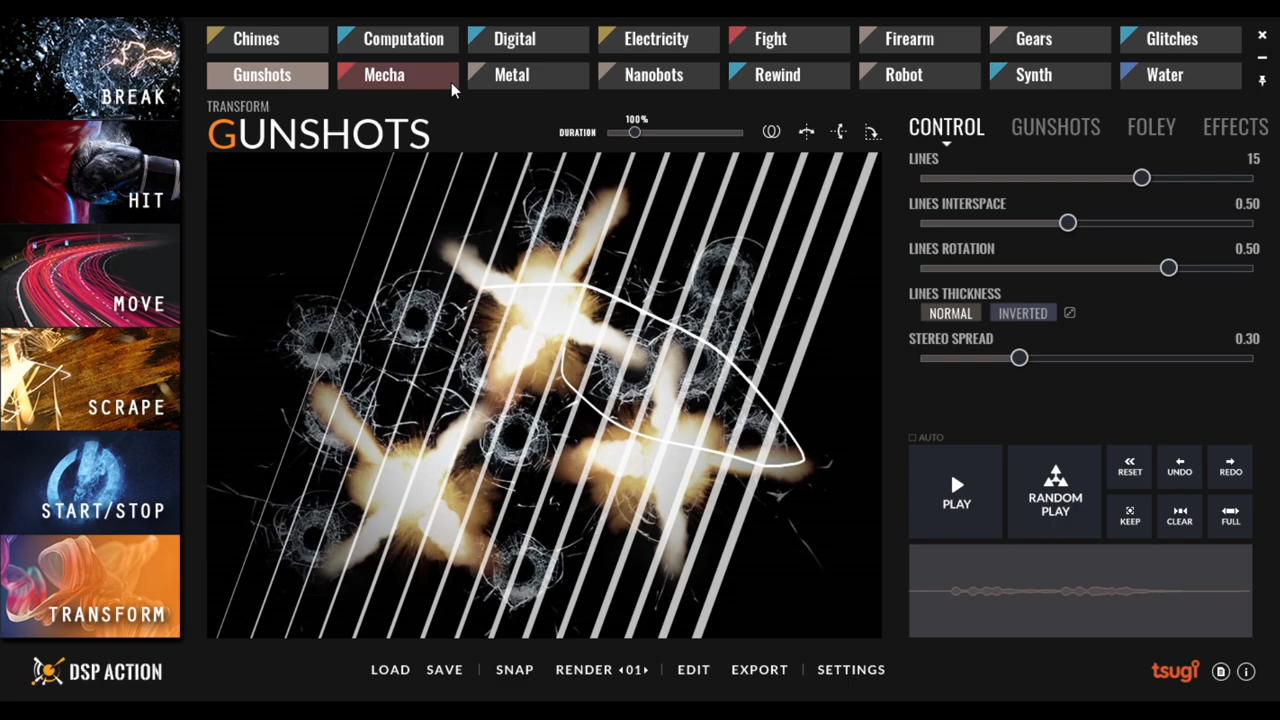 BREAK
HIT
MOVE
SCRAPE
START/STOP
TRANSFORM
DSP ACTION
Chimes Computation Digital Electricity Fight Firearm Gears Glitches
Gunshots Mecha Metal Nanobots Rewind Robot Synth Water
TRANSFORM
GUNSHOTS
DURATION 100%
CONTROL GUNSHOTS FOLEY EFFECTS
LINES 15
LINES INTERSPACE 0.50
LINES ROTATION 0.50
LINES THICKNESS
NORMAL INVERTED
STEREO SPREAD 0.30
AUTO
PLAY
RANDOM
PLAY
RESET UNDO REDO
KEEP CLEAR FULL
LOAD SAVE SNAP RENDER 01 EDIT EXPORT SETTINGS
tsugi